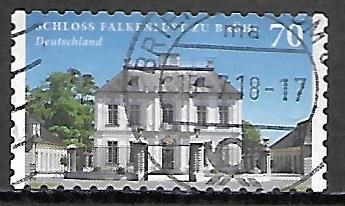 SCHLOSS FALKENLUST ZU BRÜHL 70
Deutschland
18-17